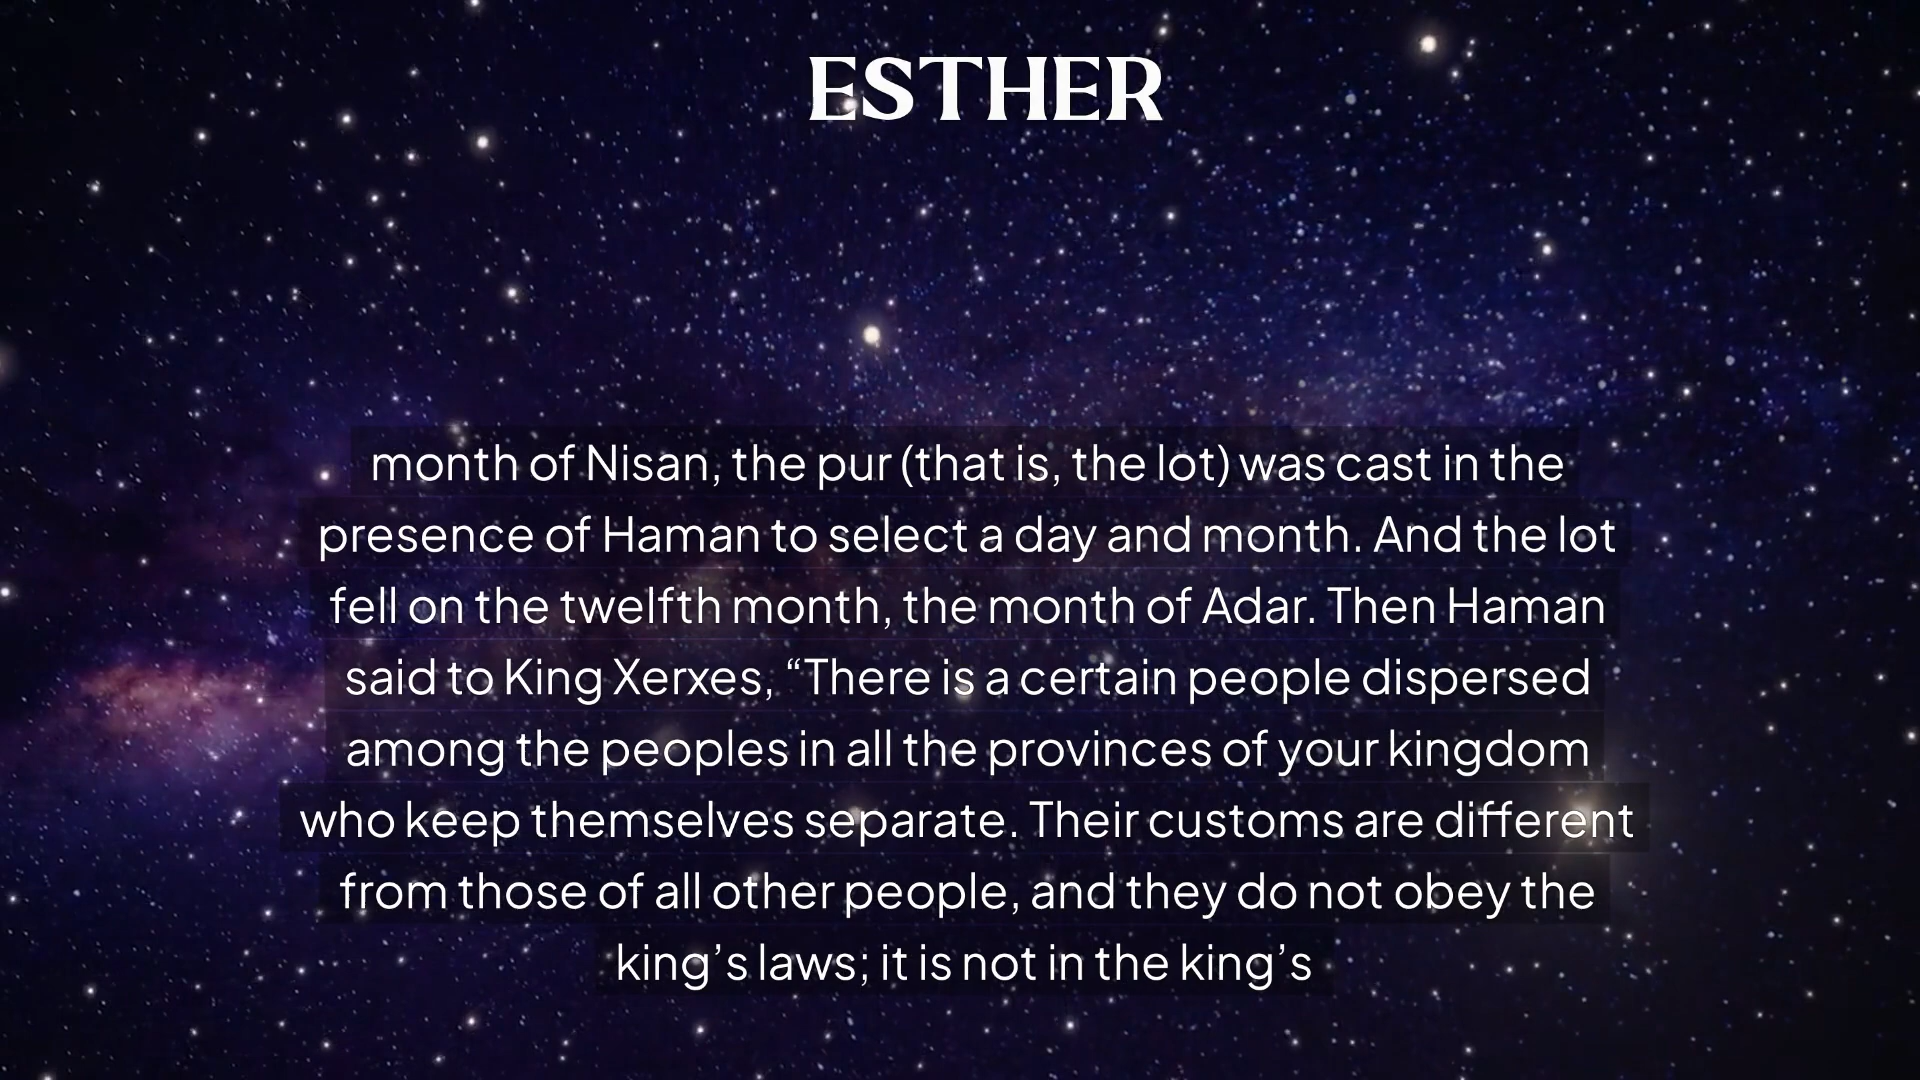 ESTHER
month of Nisan, the pur (that is, the lot) was cast in the
presence of Haman to select a day and month. And the lot
fell on the twelfth month, the month of Adar. Then Haman
said to King Xerxes, “There is a certain people dispersed
among the peoples in all the provinces of your kingdom
who keep themselves separate. Their customs are different
from those of all other people, and they do not obey the
king’s laws; it is not in the king’s